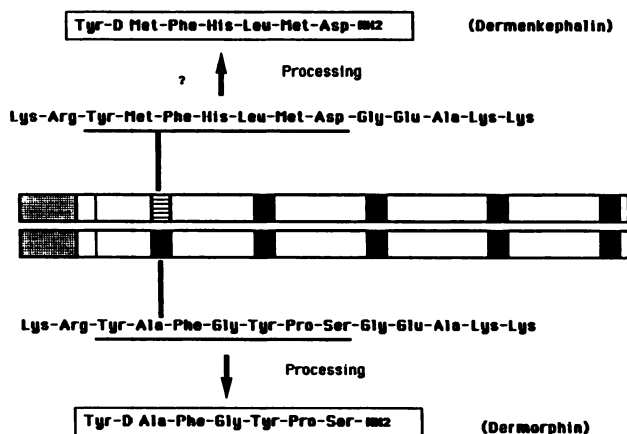 Tyr-D Met-Phe-His-Leu-Met-Asp-NH2 (Dermenkephalin)
? Processing
Lys-Arg-Tyr-Met-Phe-His-Leu-Met-Asp-Gly-Glu-Ala-Lys-Lys
Lys-Arg-Tyr-Ala-Phe-Gly-Tyr-Pro-Ser-Gly-Glu-Ala-Lys-Lys
Processing
Tyr-D Ala-Phe-Gly-Tyr-Pro-Ser-NH2 (Dermorphin)